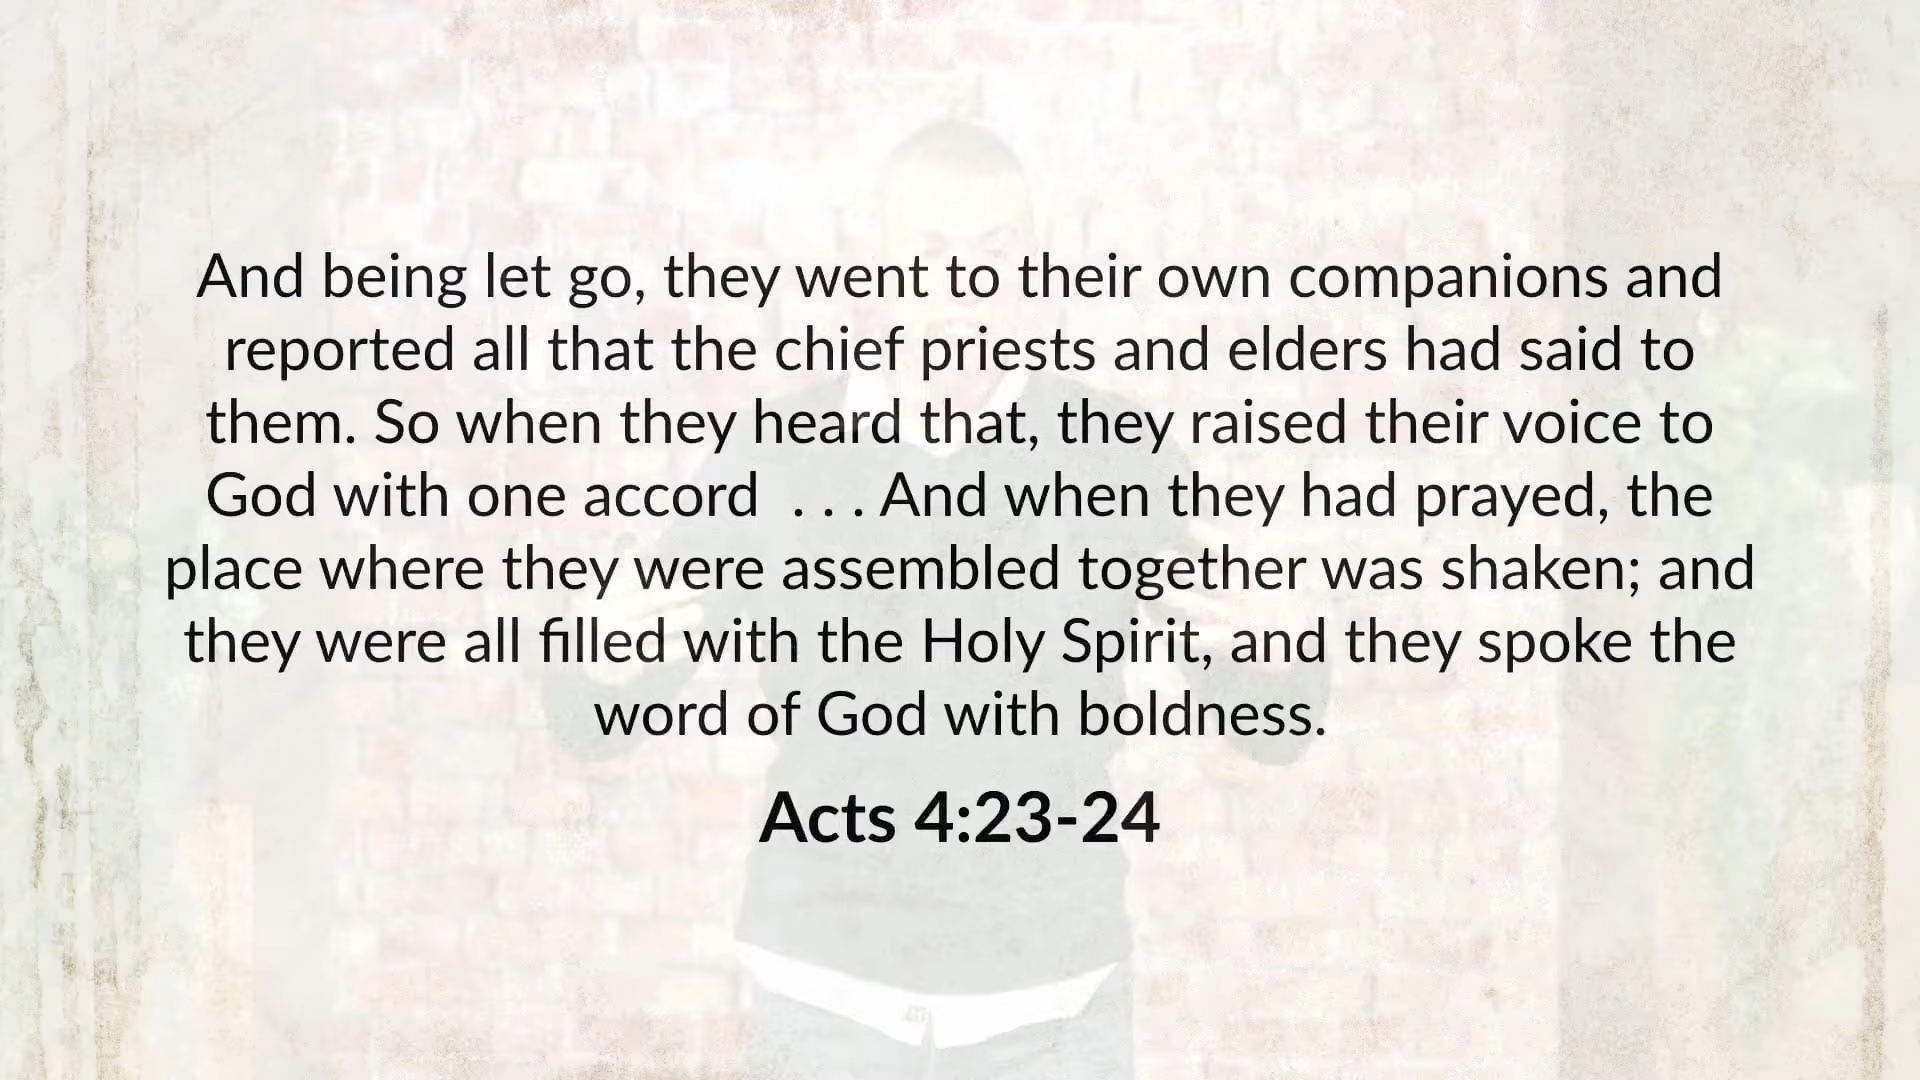 And being let go, they went to their own companions and
reported all that the chief priests and elders had said to
them. So when they heard that, they raised their voice to
God with one accord  . . . And when they had prayed, the
place where they were assembled together was shaken; and
they were all filled with the Holy Spirit, and they spoke the
word of God with boldness.
Acts 4:23-24